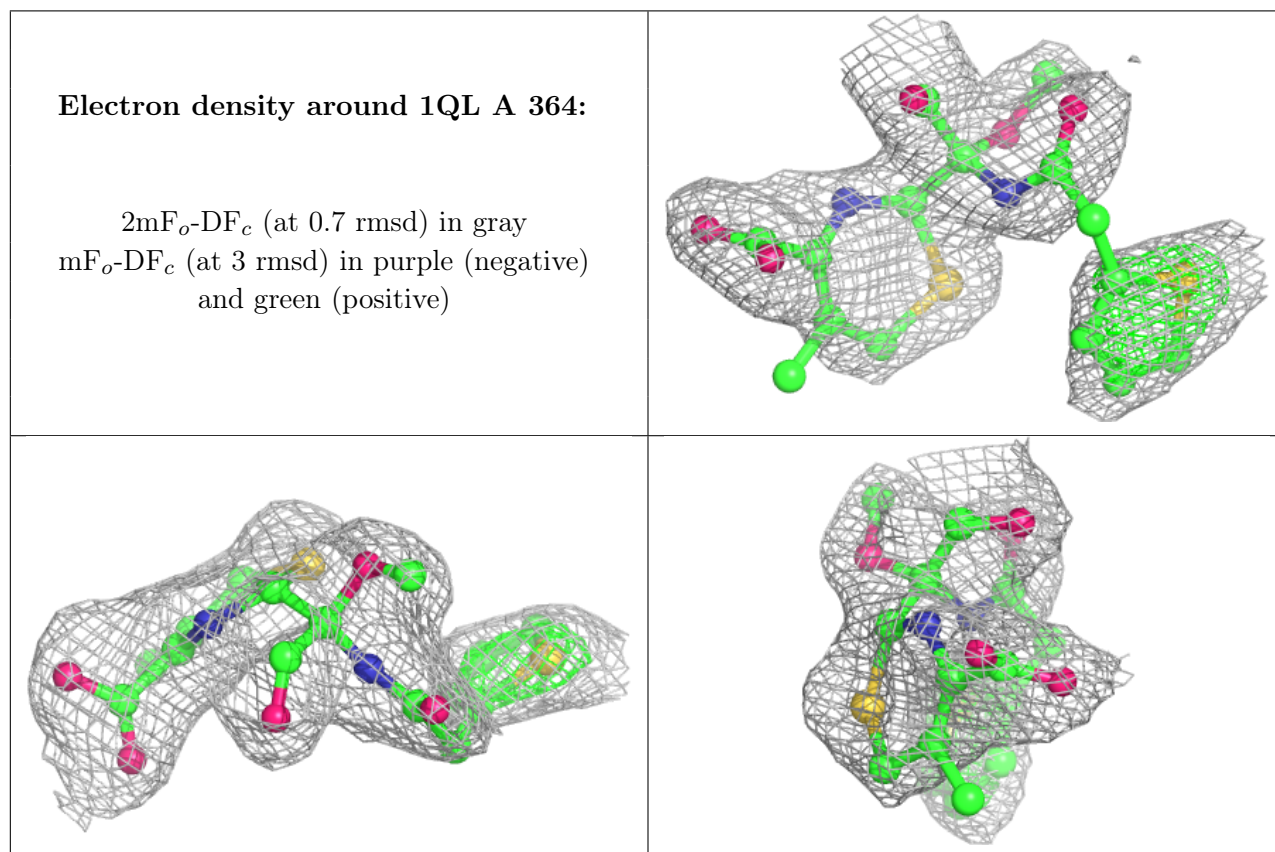 Electron density around 1QL A 364:
2mFo-DFc (at 0.7 rmsd) in gray
mFo-DFc (at 3 rmsd) in purple (negative)
and green (positive)